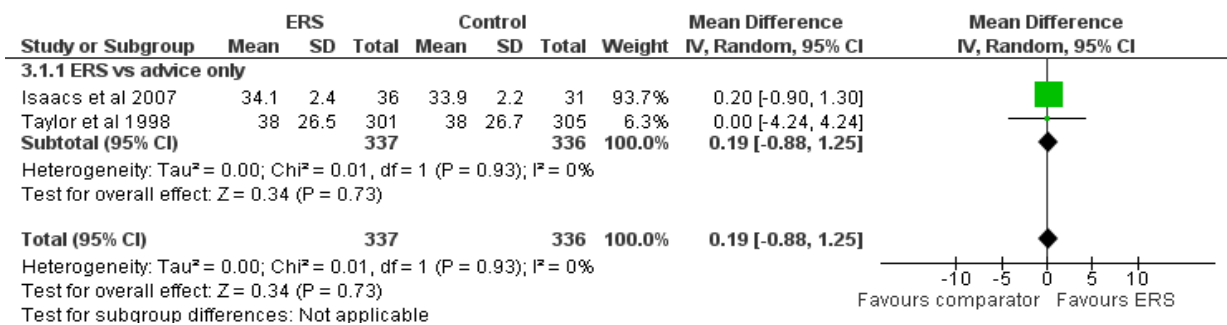 ERS Control Mean Difference Mean Difference
Study or Subgroup Mean SD Total Mean SD Total Weight IV, Random, 95% CI IV, Random, 95% CI
3.1.1 ERS vs advice only
Isaacs et al 2007 34.1 2.4 36 33.9 2.2 31 93.7% 0.20 [-0.90, 1.30]
Taylor et al 1998 38 26.5 301 38 26.7 305 6.3% 0.00 [-4.24, 4.24]
Subtotal (95% CI) 337 336 100.0% 0.19 [-0.88, 1.25]
Heterogeneity: Tau² = 0.00; Chi² = 0.01, df = 1 (P = 0.93); I² = 0%
Test for overall effect: Z = 0.34 (P = 0.73)
Total (95% CI) 337 336 100.0% 0.19 [-0.88, 1.25]
Heterogeneity: Tau² = 0.00; Chi² = 0.01, df = 1 (P = 0.93); I² = 0%
Test for overall effect: Z = 0.34 (P = 0.73)
Test for subgroup differences: Not applicable
-10 -5 0 5 10
Favours comparator Favours ERS